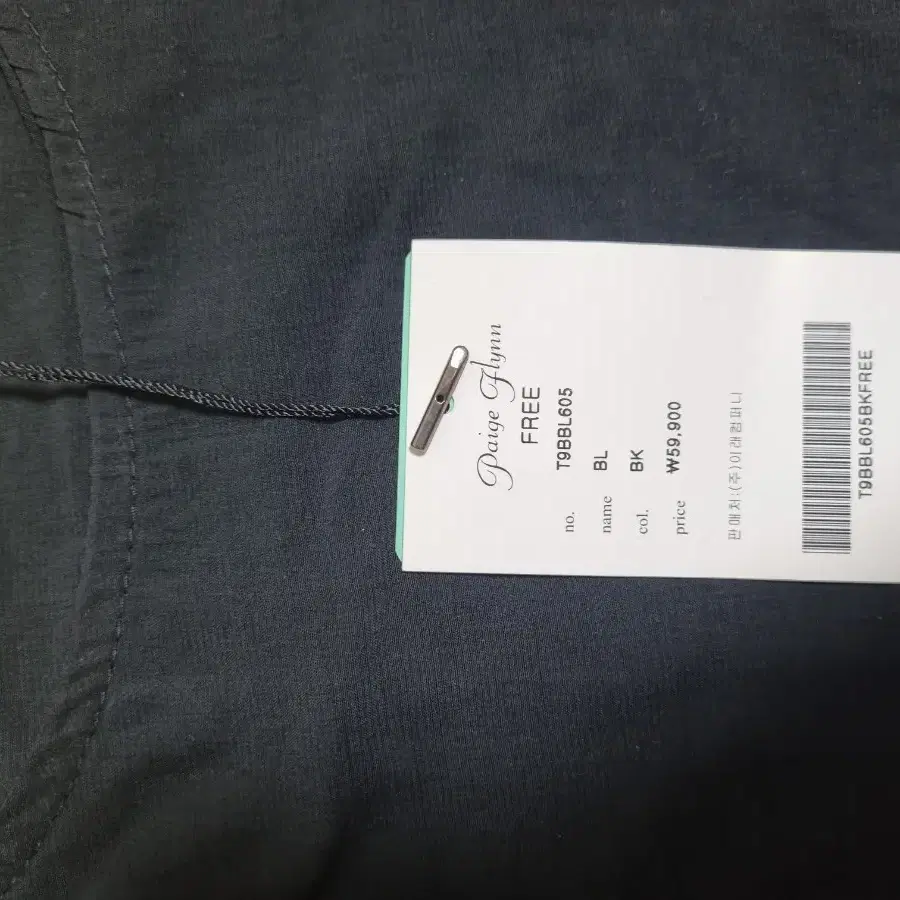 Paige Flynn
FREE
no. T9BBL605
name BL
col. BK
price ₩59,900
판매처:(주)이래컴퍼니
T9BBL605BKFREE